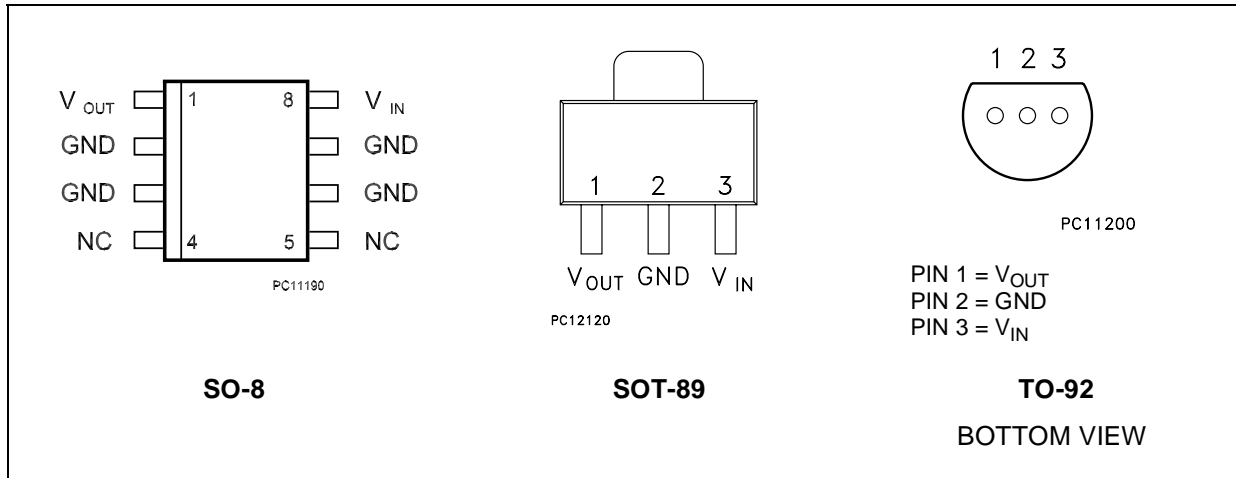 V OUT 1 8 V IN
GND GND
GND GND
NC 4 5 NC
PC11190
SO-8
1 2 3
VOUT GND V IN
PC12120
SOT-89
1 2 3
PC11200
PIN 1 = VOUT
PIN 2 = GND
PIN 3 = VIN
TO-92
BOTTOM VIEW